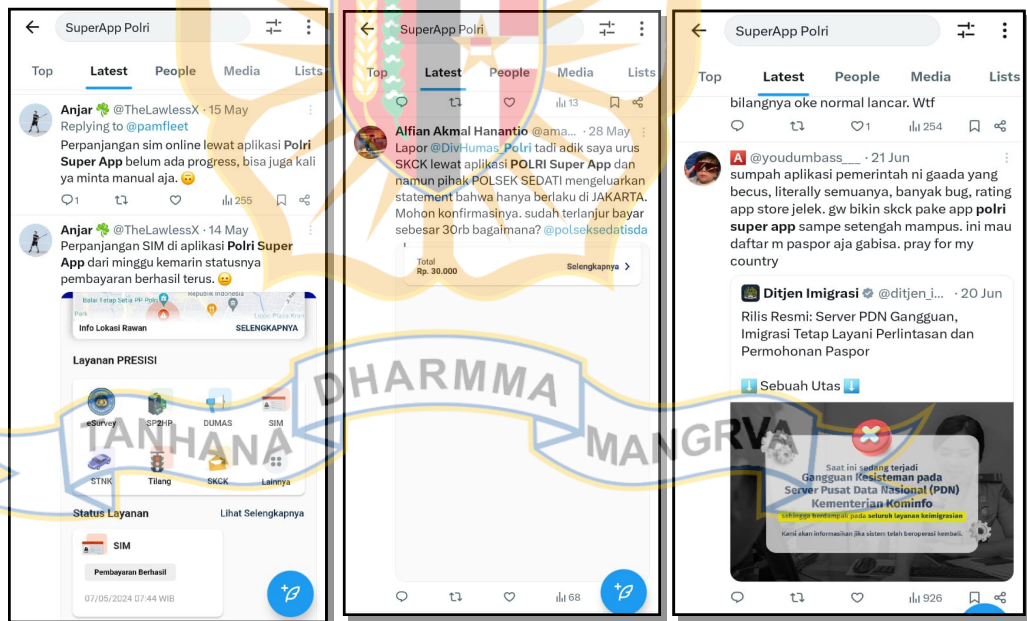 SuperApp Polri
Top Latest People Media Lists
Anjar 🍀 @TheLawlessX · 15 May
Replying to @pamfleet
Perpanjangan sim online lewat aplikasi Polri
Super App belum ada progress, bisa juga kali
ya minta manual aja. 🙃
1 255
Anjar 🍀 @TheLawlessX · 14 May
Perpanjangan SIM di aplikasi Polri Super
App dari minggu kemarin statusnya
pembayaran berhasil terus. 😑
Balai Tetap Setia PP Polri
Republik Indonesia
Park
Info Lokasi Rawan SELENGKAPNYA
Layanan PRESISI
eSurvey SP2HP DUMAS SIM
STNK Tilang SKCK Lainnya
Status Layanan Lihat Selengkapnya
SIM
Pembayaran Berhasil
07/05/2024 07:44 WIB
SuperApp Polri
Top Latest People Media Lists
13
Alfian Akmal Hanantio @ama... · 28 May
Lapor @DivHumas_Polri tadi adik saya urus
SKCK lewat aplikasi POLRI Super App dan
namun pihak POLSEK SEDATI mengeluarkan
statement bahwa hanya berlaku di JAKARTA.
Mohon konfirmasinya. sudah terlanjur bayar
sebesar 30rb bagaimana? @polseksedatisda
Total
Rp. 30.000 Selengkapnya >
68
SuperApp Polri
Top Latest People Media Lists
bilangnya oke normal lancar. Wtf
1 254
🅰 @youdumbass___ · 21 Jun
sumpah aplikasi pemerintah ni gaada yang
becus, literally semuanya, banyak bug, rating
app store jelek. gw bikin skck pake app polri
super app sampe setengah mampus. ini mau
daftar m paspor aja gabisa. pray for my
country
Ditjen Imigrasi @ditjen_i... · 20 Jun
Rilis Resmi: Server PDN Gangguan,
Imigrasi Tetap Layani Perlintasan dan
Permohonan Paspor
⬇️ Sebuah Utas ⬇️
Saat ini sedang terjadi
Gangguan Kesisteman pada
Server Pusat Data Nasional (PDN)
Kementerian Kominfo
sehingga berdampak pada seluruh layanan keimigrasian
Kami akan informasikan jika sistem telah beroperasi kembali.
926
TANHANA DHARMMA MANGRVA